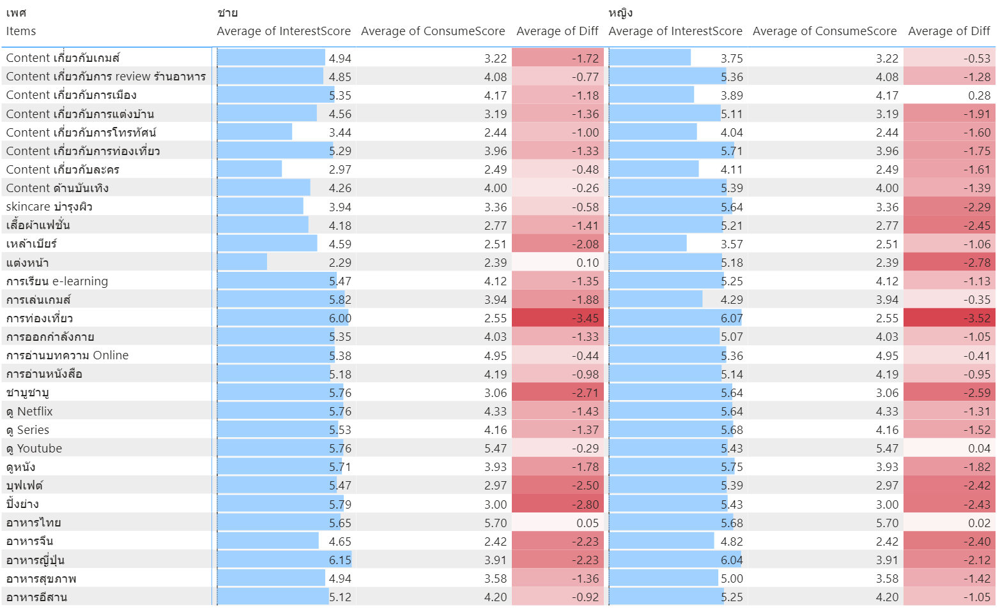 เพศ ชาย หญิง
Items Average of InterestScore Average of ConsumeScore Average of Diff Average of InterestScore Average of ConsumeScore Average of Diff
Content เกี่ยวกับเกมส์ 4.94 3.22 -1.72 3.75 3.22 -0.53
Content เกี่ยวกับการ review ร้านอาหาร 4.85 4.08 -0.77 5.36 4.08 -1.28
Content เกี่ยวกับการเมือง 5.35 4.17 -1.18 3.89 4.17 0.28
Content เกี่ยวกับการแต่งบ้าน 4.56 3.19 -1.36 5.11 3.19 -1.91
Content เกี่ยวกับการโทรทัศน์ 3.44 2.44 -1.00 4.04 2.44 -1.60
Content เกี่ยวกับการท่องเที่ยว 5.29 3.96 -1.33 5.71 3.96 -1.75
Content เกี่ยวกับละคร 2.97 2.49 -0.48 4.11 2.49 -1.61
Content ด้านบันเทิง 4.26 4.00 -0.26 5.39 4.00 -1.39
skincare บำรุงผิว 3.94 3.36 -0.58 5.64 3.36 -2.29
เสื้อผ้าแฟชั่น 4.18 2.77 -1.41 5.21 2.77 -2.45
เหล้าเบียร์ 4.59 2.51 -2.08 3.57 2.51 -1.06
แต่งหน้า 2.29 2.39 0.10 5.18 2.39 -2.78
การเรียน e-learning 5.47 4.12 -1.35 5.25 4.12 -1.13
การเล่นเกมส์ 5.82 3.94 -1.88 4.29 3.94 -0.35
การท่องเที่ยว 6.00 2.55 -3.45 6.07 2.55 -3.52
การออกกำลังกาย 5.35 4.03 -1.33 5.07 4.03 -1.05
การอ่านบทความ Online 5.38 4.95 -0.44 5.36 4.95 -0.41
การอ่านหนังสือ 5.18 4.19 -0.98 5.14 4.19 -0.95
ชาบูชาบู 5.76 3.06 -2.71 5.64 3.06 -2.59
ดู Netflix 5.76 4.33 -1.43 5.64 4.33 -1.31
ดู Series 5.53 4.16 -1.37 5.68 4.16 -1.52
ดู Youtube 5.76 5.47 -0.29 5.43 5.47 0.04
ดูหนัง 5.71 3.93 -1.78 5.75 3.93 -1.82
บุฟเฟต์ 5.47 2.97 -2.50 5.39 2.97 -2.42
ปิ้งย่าง 5.79 3.00 -2.80 5.43 3.00 -2.43
อาหารไทย 5.65 5.70 0.05 5.68 5.70 0.02
อาหารจีน 4.65 2.42 -2.23 4.82 2.42 -2.40
อาหารญี่ปุ่น 6.15 3.91 -2.23 6.04 3.91 -2.12
อาหารสุขภาพ 4.94 3.58 -1.36 5.00 3.58 -1.42
อาหารอีสาน 5.12 4.20 -0.92 5.25 4.20 -1.05